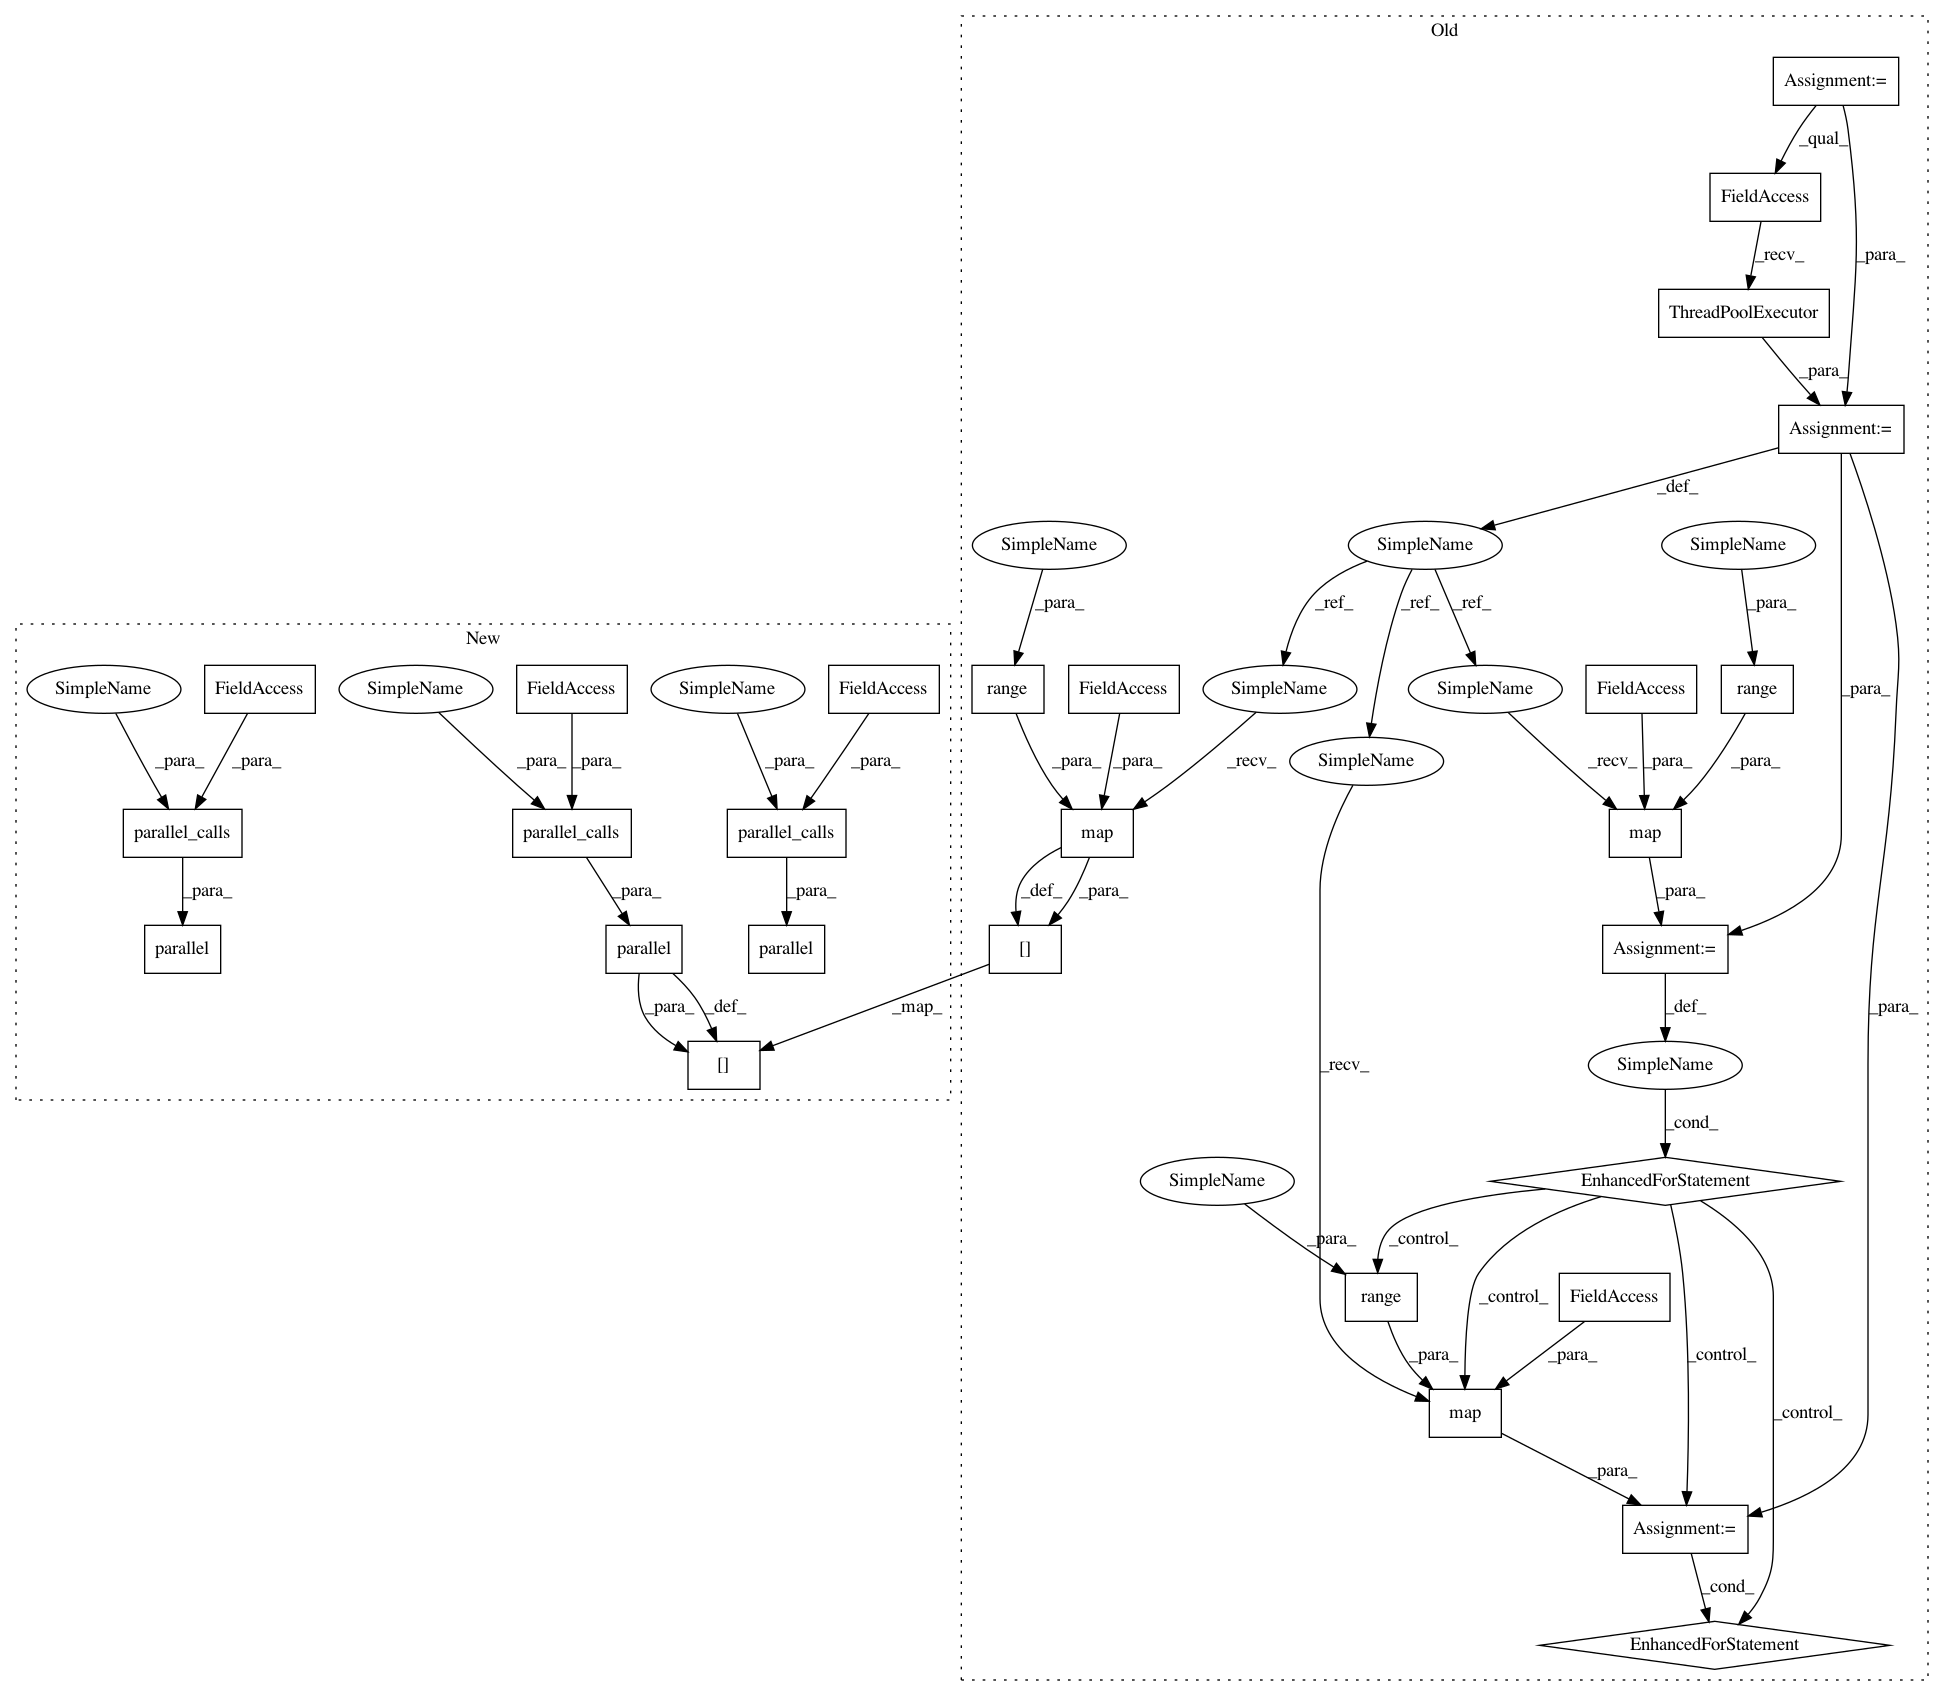 Old
Assignment:=
_qual_
FieldAccess
_recv_
_para_
ThreadPoolExecutor
_para_
Assignment:=
_def_
SimpleName
SimpleName
SimpleName
_para_
_ref_
_ref_
_ref_
_para_
New
SimpleName
FieldAccess
SimpleName
FieldAccess
SimpleName
FieldAccess
range
FieldAccess
SimpleName
SimpleName
FieldAccess
range
_para_
SimpleName
_para_
_para_
_para_
_para_
_para_
_para_
_para_
_para_
_recv_
_recv_
_para_
_para_
parallel_calls
parallel_calls
parallel_calls
map
map
_para_
_para_
_para_
_def_
_para_
_para_
parallel
parallel
parallel
[]
Assignment:=
_para_
_def_
_map_
_def_
_para_
[]
_recv_
SimpleName
_cond_
SimpleName
EnhancedForStatement
_para_
_control_
range
_control_
FieldAccess
_para_
_para_
_control_
map
_control_
_para_
Assignment:=
_cond_
EnhancedForStatement